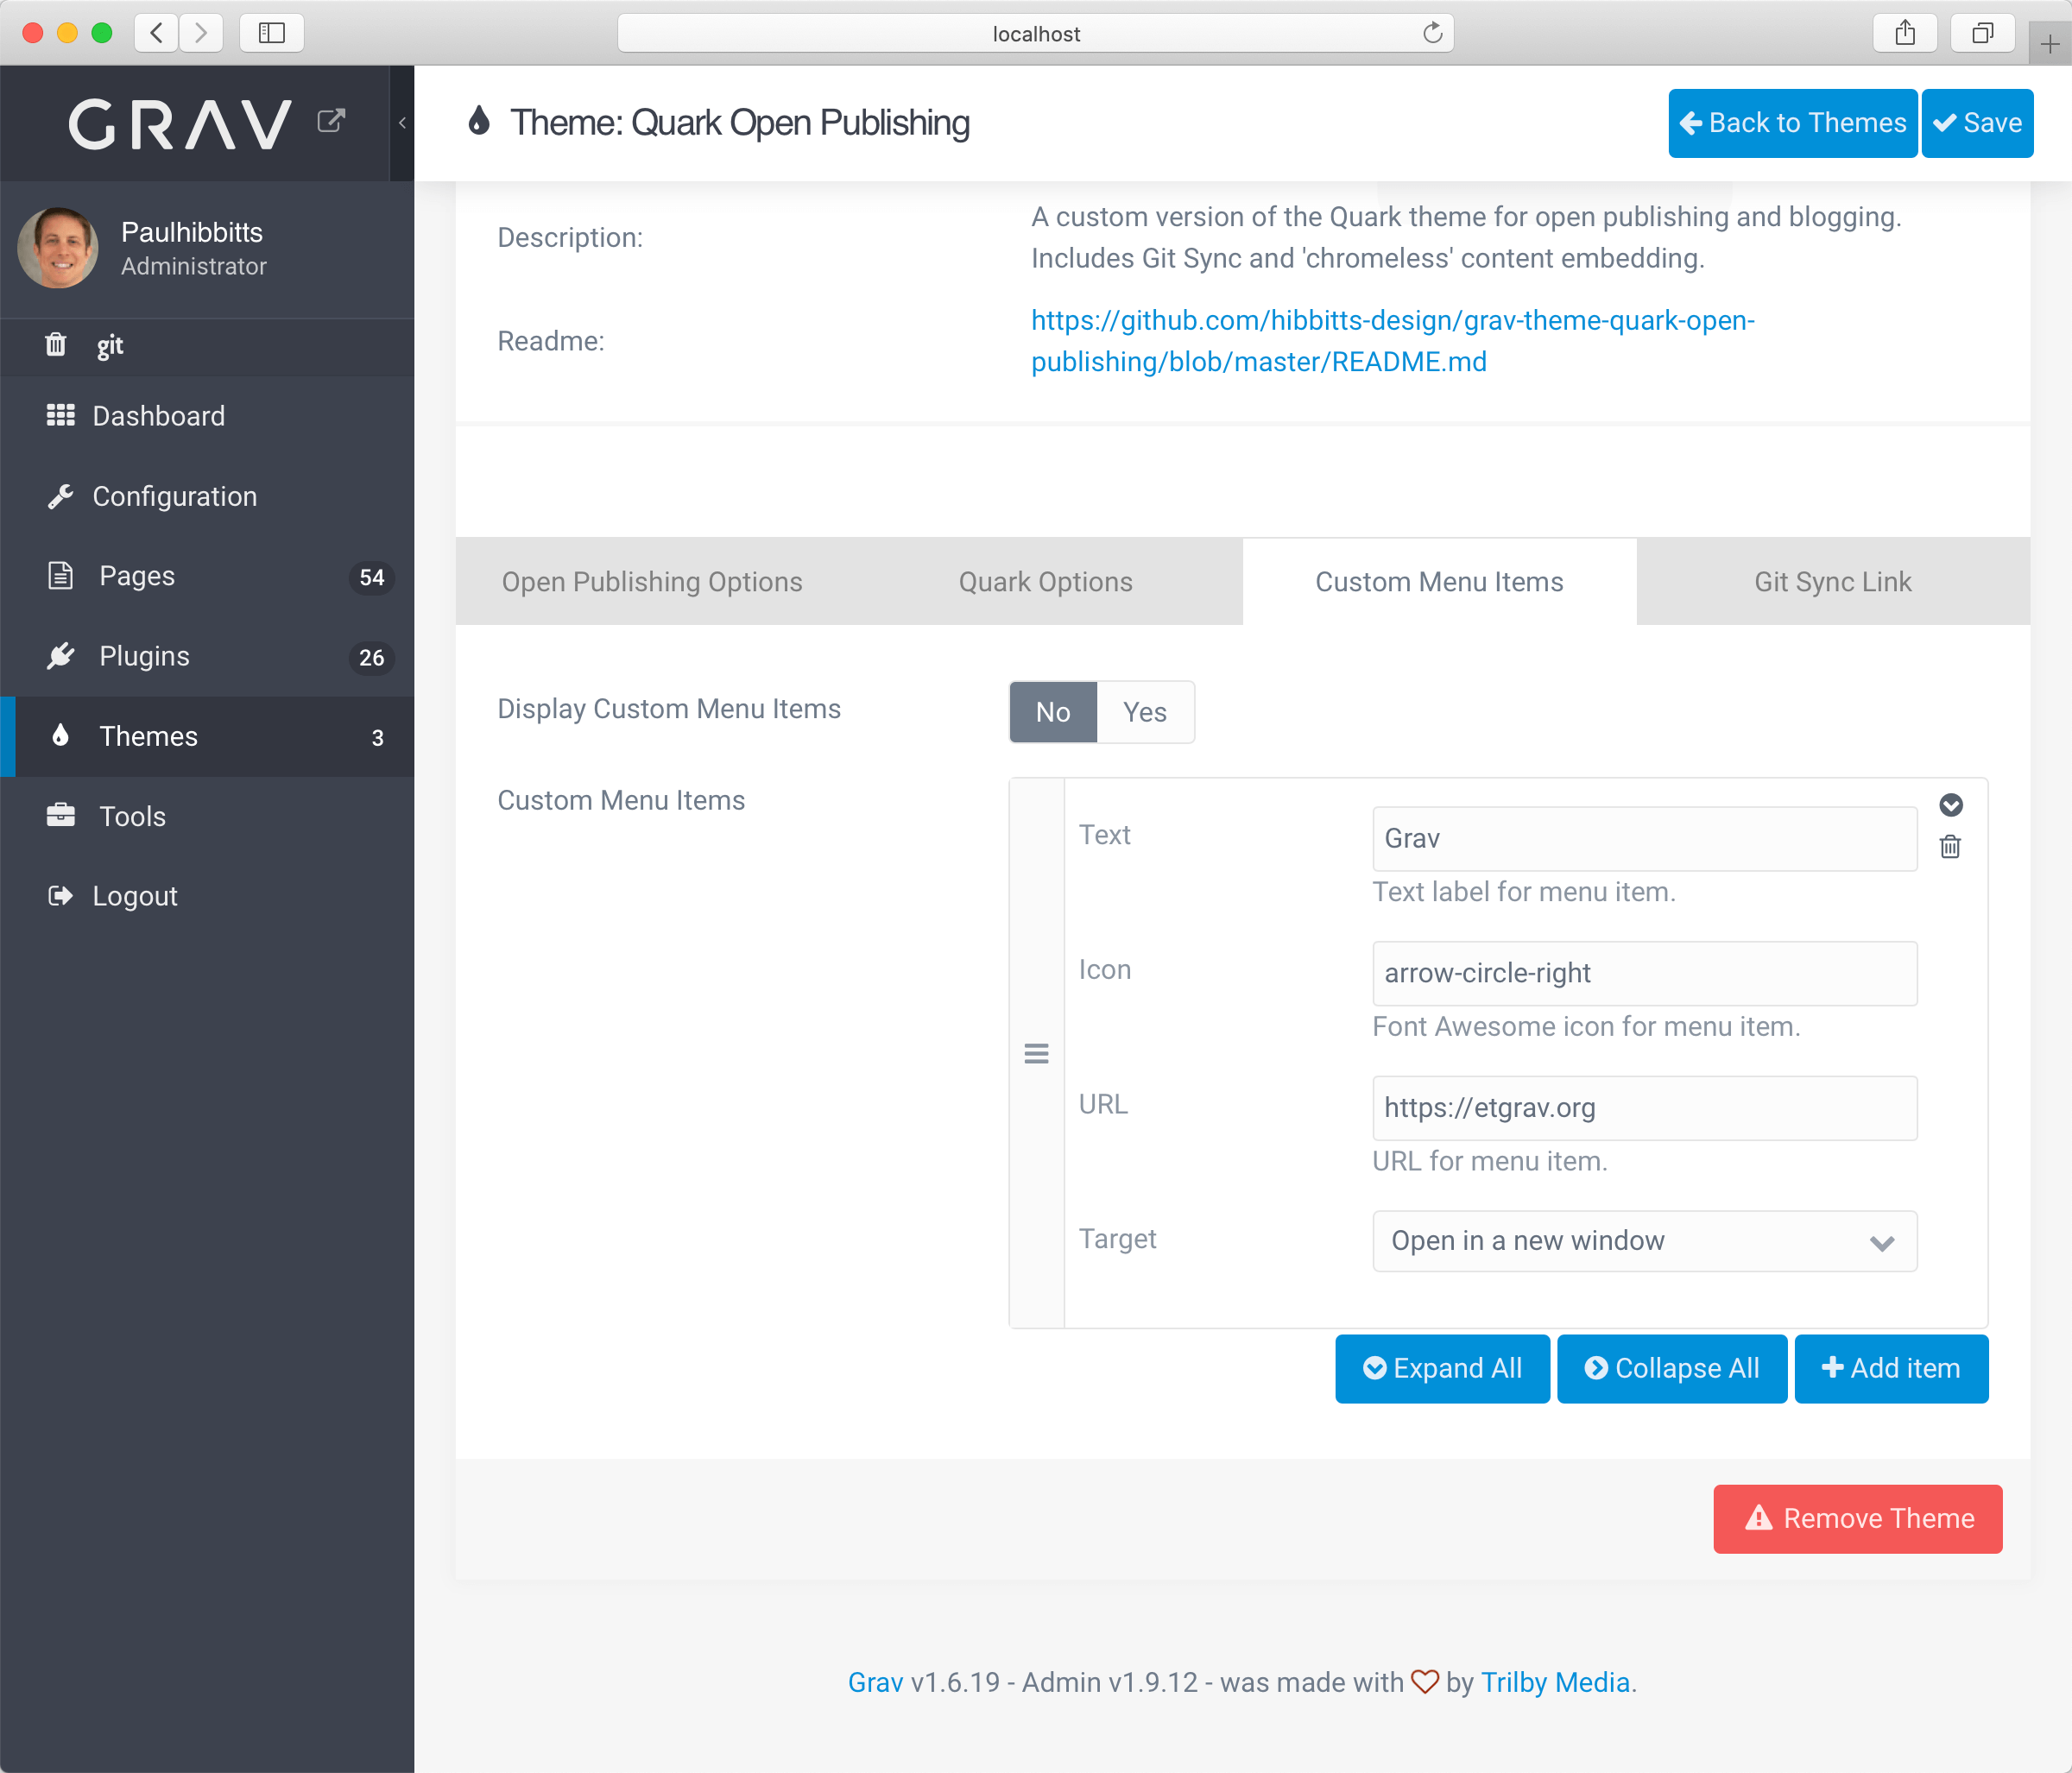 localhost
GRAV
Theme: Quark Open Publishing
Back to Themes
Save
Paulhibbitts
Administrator
git
Dashboard
Configuration
Pages 54
Plugins 26
Themes 3
Tools
Logout
Description:
A custom version of the Quark theme for open publishing and blogging.
Includes Git Sync and 'chromeless' content embedding.
Readme:
https://github.com/hibbitts-design/grav-theme-quark-open-
publishing/blob/master/README.md
Open Publishing Options
Quark Options
Custom Menu Items
Git Sync Link
Display Custom Menu Items
No
Yes
Custom Menu Items
Text
Grav
Text label for menu item.
Icon
arrow-circle-right
Font Awesome icon for menu item.
URL
https://etgrav.org
URL for menu item.
Target
Open in a new window
Expand All
Collapse All
Add item
Remove Theme
Grav v1.6.19 - Admin v1.9.12 - was made with by Trilby Media.